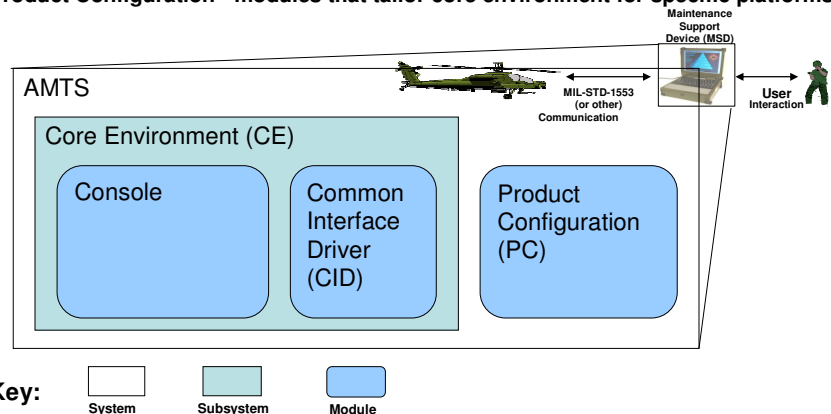 Product Configuration - modules that tailor core environment for specific platforms
Maintenance
Support
Device (MSD)
AMTS
MIL-STD-1553
(or other)
Communication
User
Interaction
Core Environment (CE)
Console
Common
Interface
Driver
(CID)
Product
Configuration
(PC)
Key:
System
Subsystem
Module